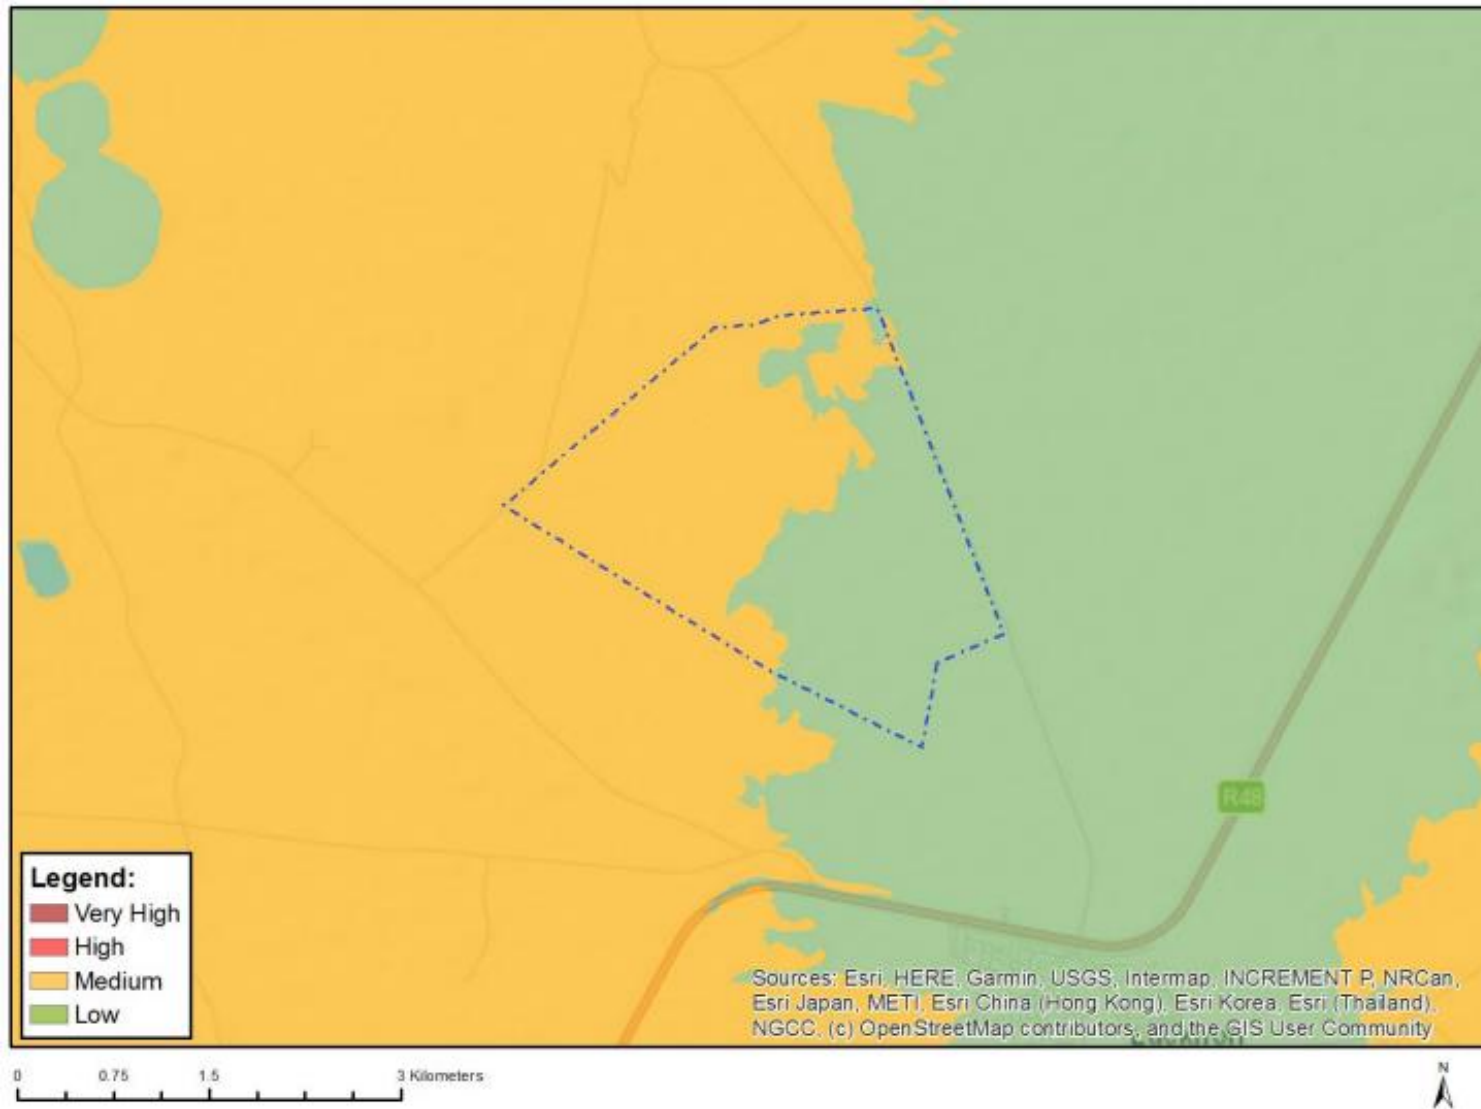 R48
Legend:
Very High
High
Medium
Low
Sources: Esri, HERE, Garmin, USGS, Intermap, INCREMENT P, NRCan,
Esri Japan, METI, Esri China (Hong Kong), Esri Korea, Esri (Thailand),
NGCC, (c) OpenStreetMap contributors, and the GIS User Community
0 0.75 1.5 3 Kilometers
N